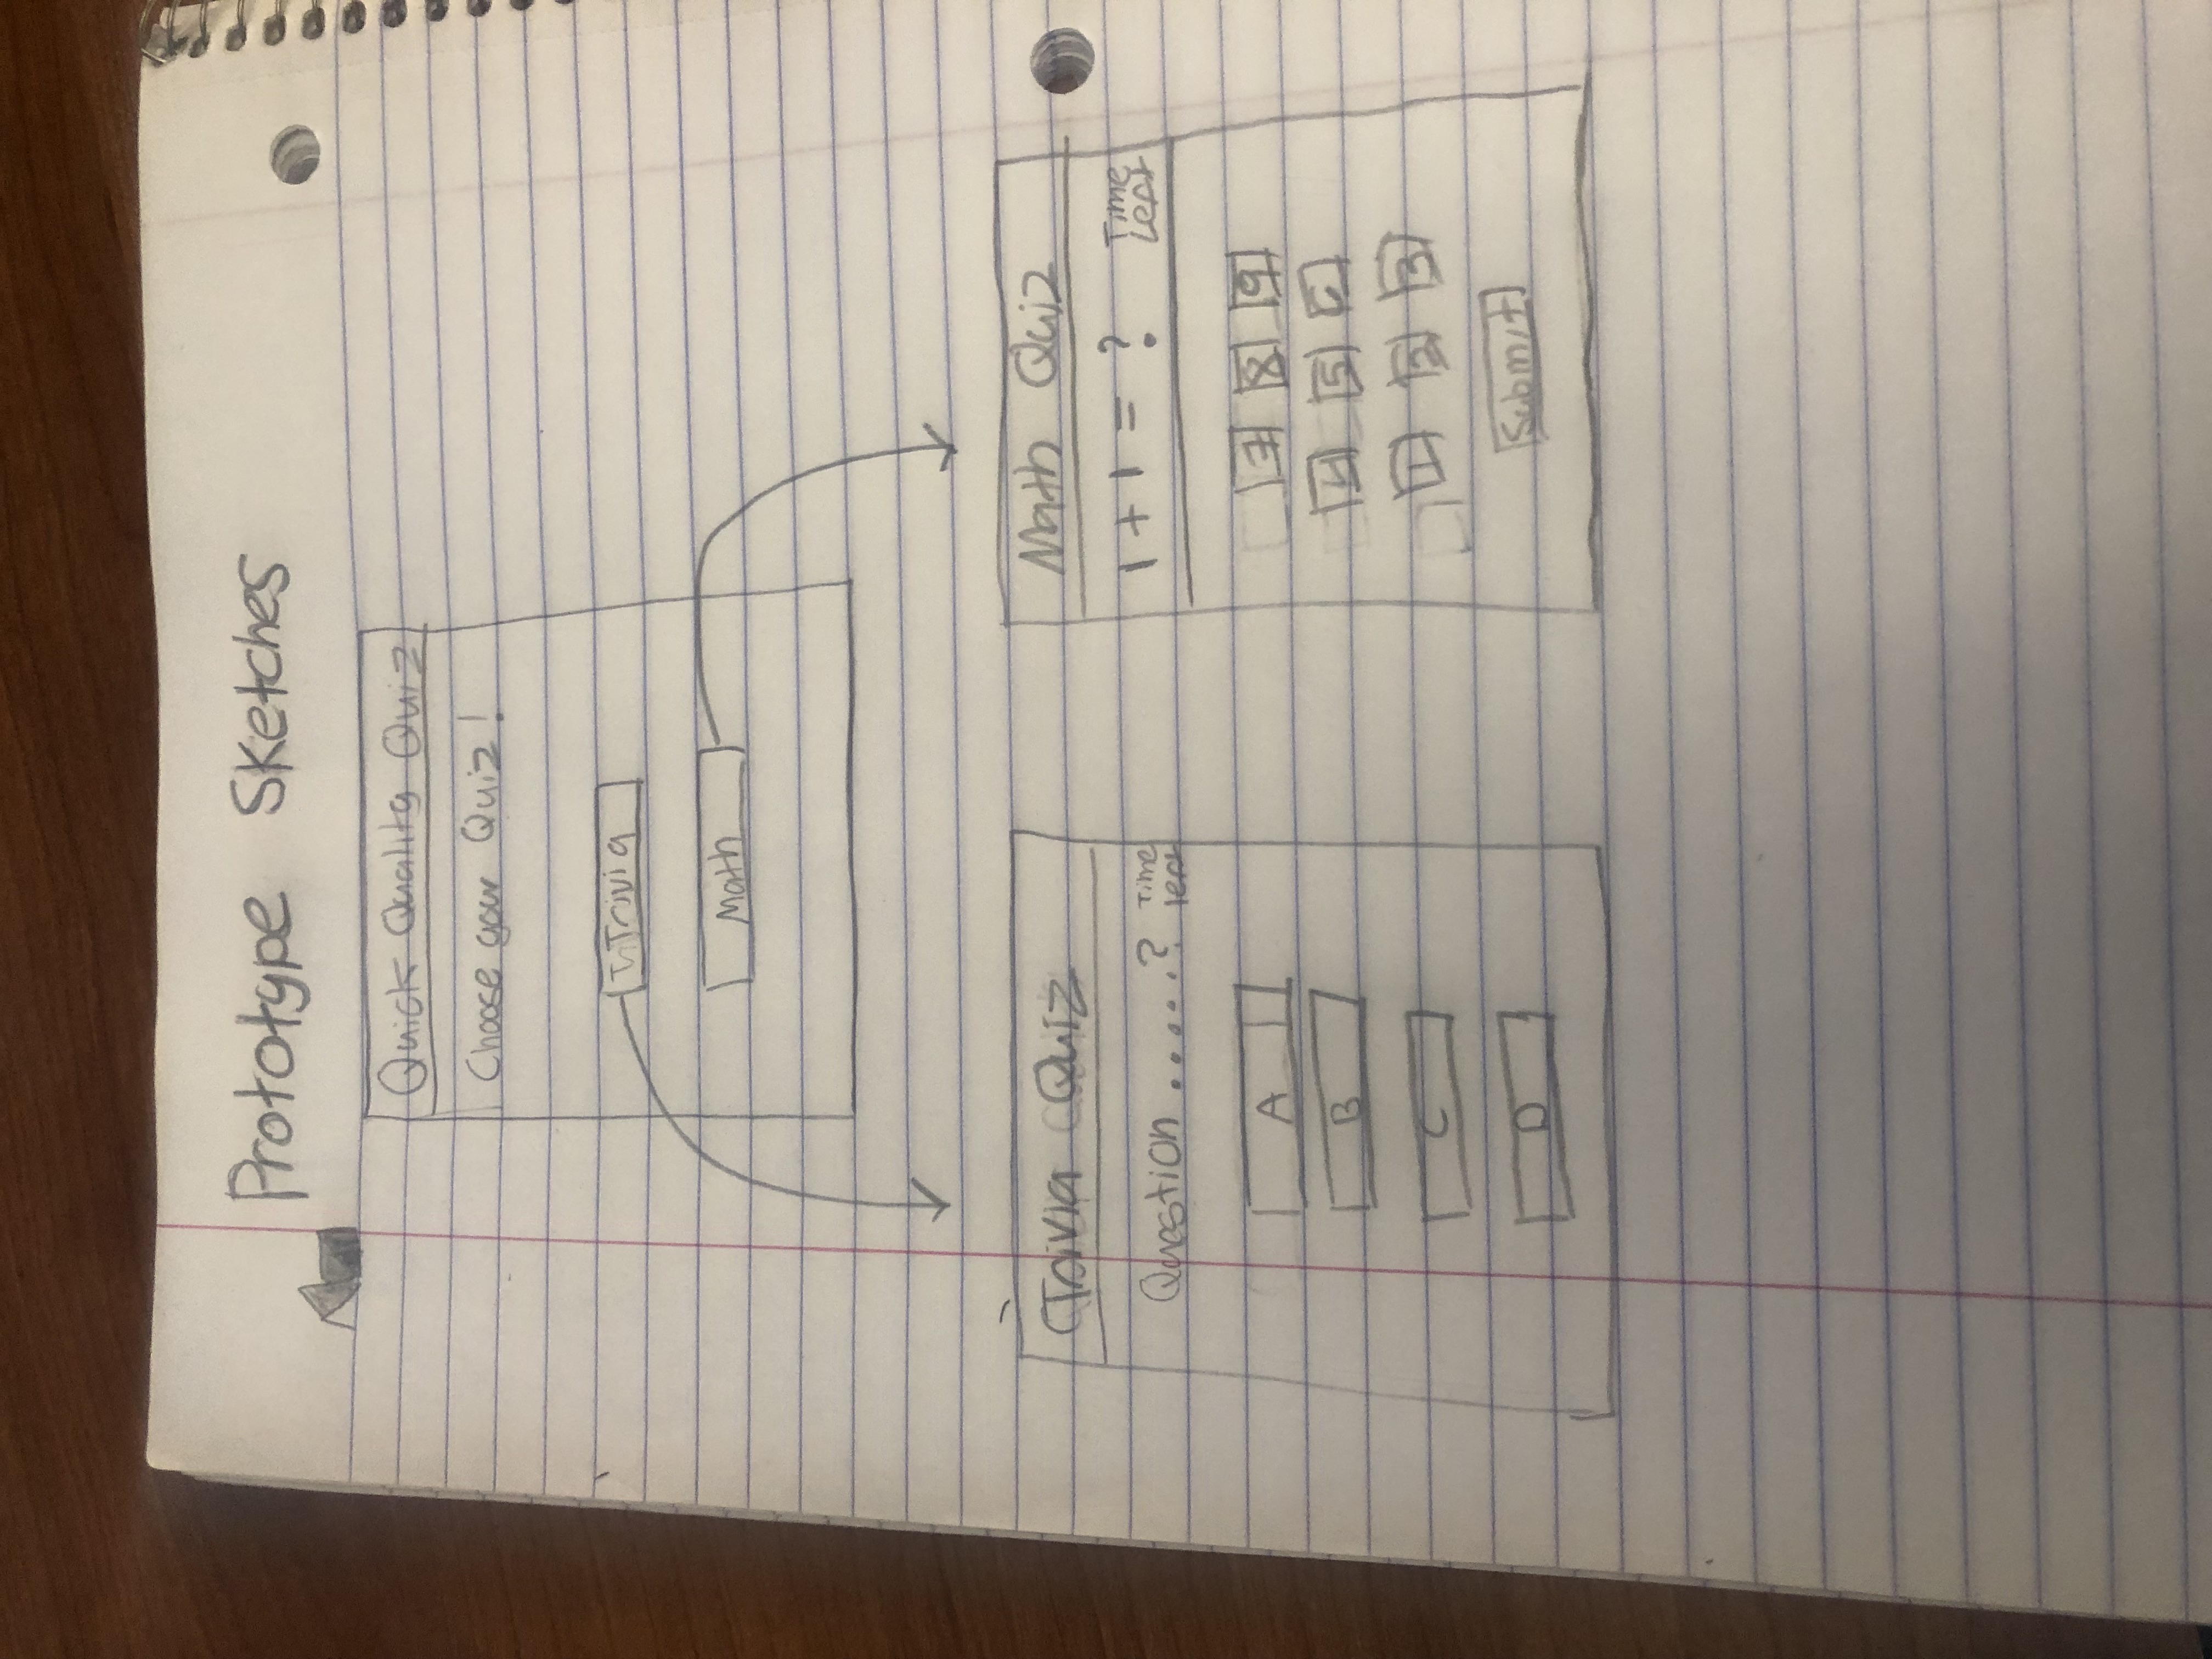 Prototype Sketches
Quick Quality Quiz
Choose your Quiz!
Trivia
Math
Trivia Quiz
Question .....? Time left
A
B
C
D
Math Quiz
1 + 1 = ? Time Left
7 8 9
4 5 6
1 2 3
Submit